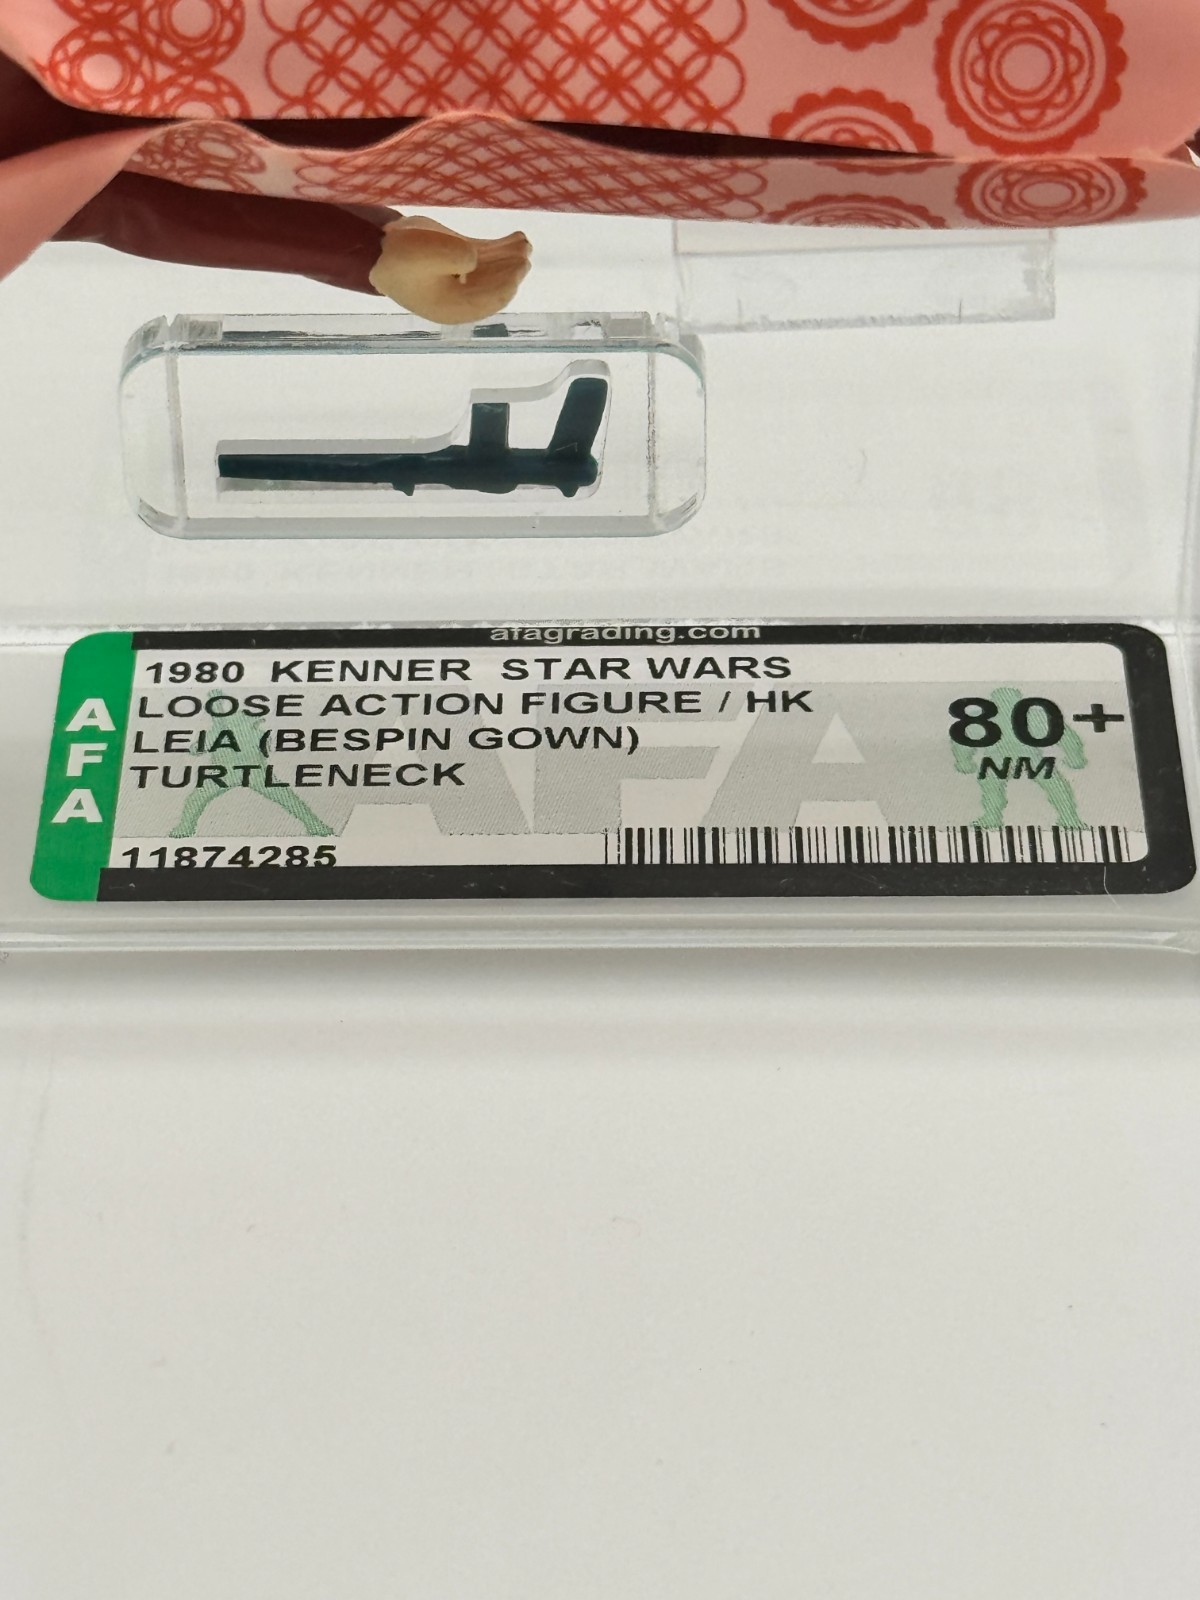 afagrading.com
AFA
1980 KENNER STAR WARS
LOOSE ACTION FIGURE / HK
LEIA (BESPIN GOWN)
TURTLENECK
80+
NM
11874285
AFA